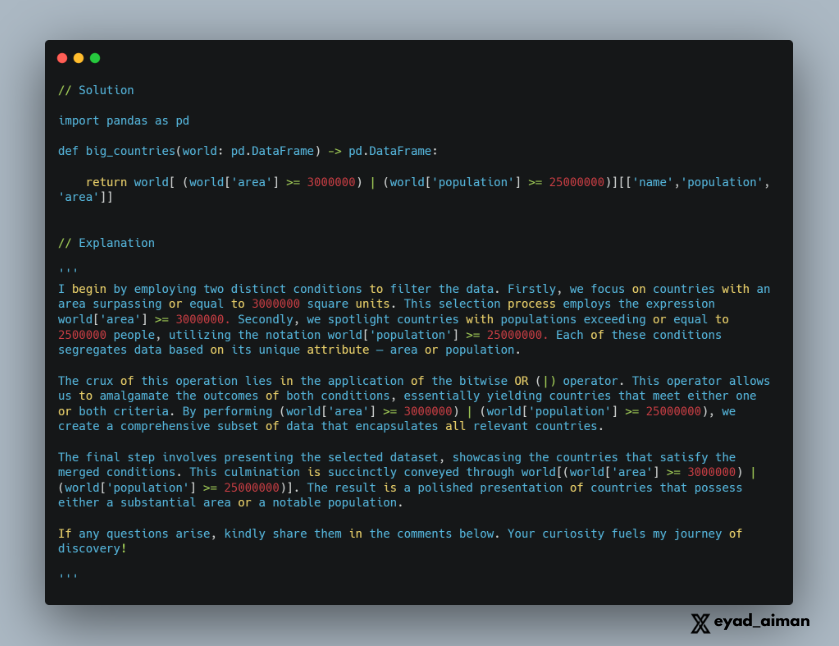 // Solution
import pandas as pd
def big_countries(world: pd.DataFrame) -> pd.DataFrame:
    return world[ (world['area'] >= 3000000) | (world['population'] >= 25000000)][['name','population',
'area']]
// Explanation
'''
I begin by employing two distinct conditions to filter the data. Firstly, we focus on countries with an
area surpassing or equal to 3000000 square units. This selection process employs the expression
world['area'] >= 3000000. Secondly, we spotlight countries with populations exceeding or equal to
2500000 people, utilizing the notation world['population'] >= 25000000. Each of these conditions
segregates data based on its unique attribute – area or population.
The crux of this operation lies in the application of the bitwise OR (|) operator. This operator allows
us to amalgamate the outcomes of both conditions, essentially yielding countries that meet either one
or both criteria. By performing (world['area'] >= 3000000) | (world['population'] >= 25000000), we
create a comprehensive subset of data that encapsulates all relevant countries.
The final step involves presenting the selected dataset, showcasing the countries that satisfy the
merged conditions. This culmination is succinctly conveyed through world[(world['area'] >= 3000000) |
(world['population'] >= 25000000)]. The result is a polished presentation of countries that possess
either a substantial area or a notable population.
If any questions arise, kindly share them in the comments below. Your curiosity fuels my journey of
discovery!
'''
eyad_aiman